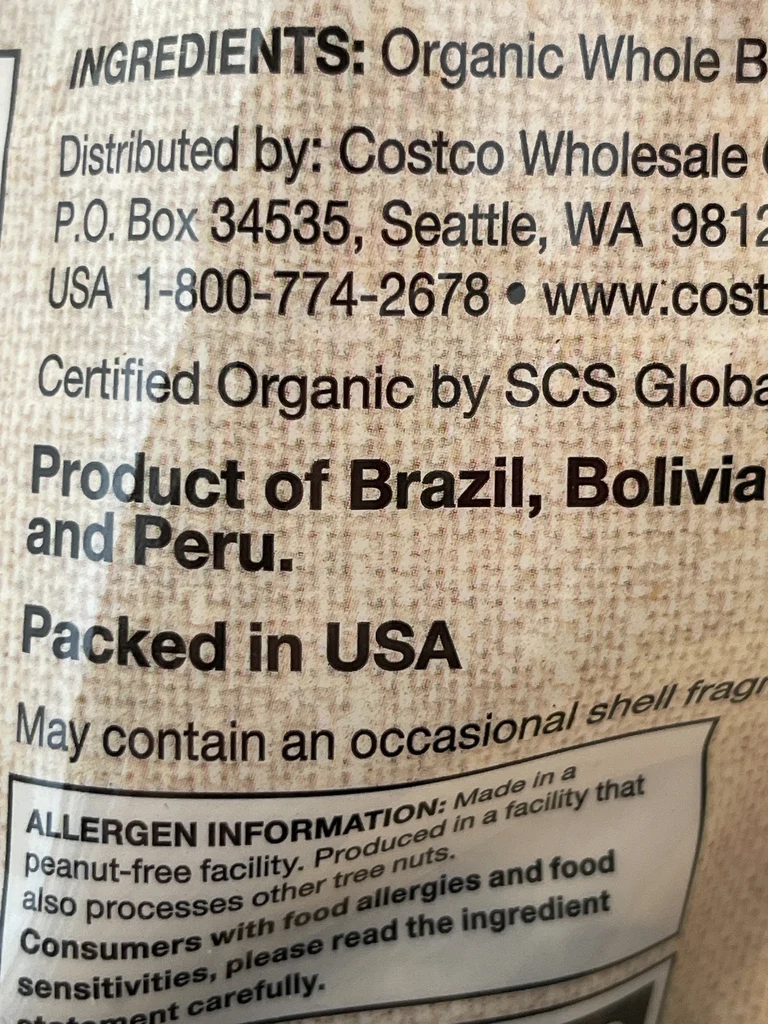 INGREDIENTS: Organic Whole B
Distributed by: Costco Wholesale
P.O. Box 34535, Seattle, WA 9812
USA 1-800-774-2678 • www.cost
Certified Organic by SCS Globa
Product of Brazil, Bolivia
and Peru.
Packed in USA
May contain an occasional shell fragr
ALLERGEN INFORMATION: Made in a
peanut-free facility. Produced in a facility that
also processes other tree nuts.
Consumers with food allergies and food
sensitivities, please read the ingredient
statement carefully.